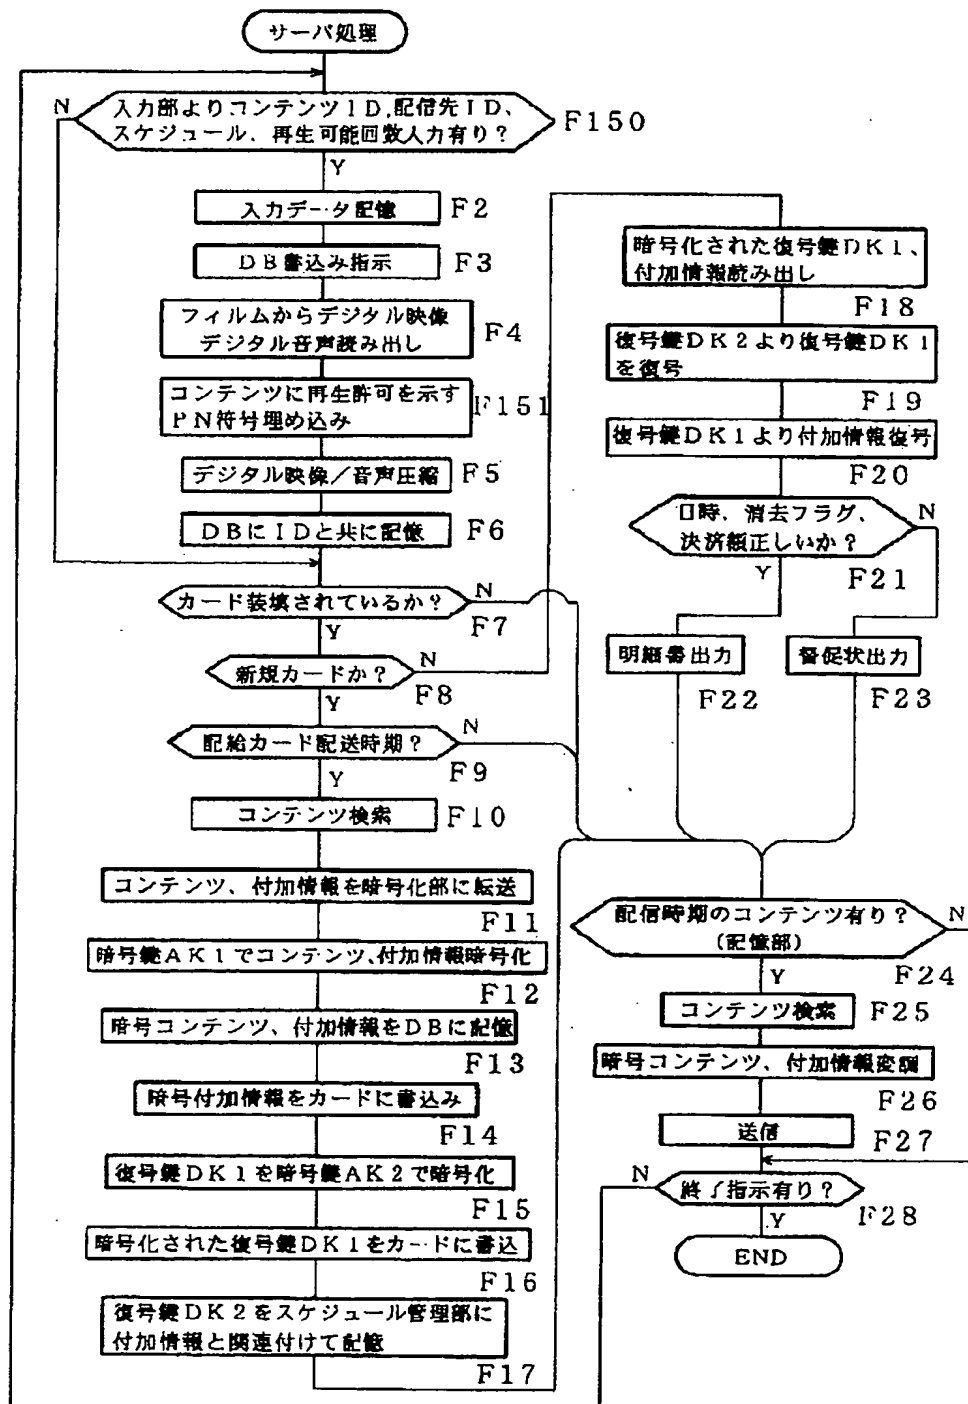 サーバ処理
N
入力部よりコンテンツID,配信先ID、
スケジュール、再生可能回数入力有り?
F150
Y
入力データ記憶
F2
DB書込み指示
F3
フィルムからデジタル映像
デジタル音声読み出し
F4
コンテンツに再生許可を示す
PN符号埋め込み
F151
デジタル映像/音声圧縮
F5
DBにIDと共に記憶
F6
カード装填されているか?
N
F7
Y
新規カードか?
N
F8
Y
配給カード配送時期?
N
F9
Y
コンテンツ検索
F10
コンテンツ、付加情報を暗号化部に転送
F11
暗号鍵AK1でコンテンツ、付加情報暗号化
F12
暗号コンテンツ、付加情報をDBに記憶
F13
暗号付加情報をカードに書込み
F14
復号鍵DK1を暗号鍵AK2で暗号化
F15
暗号化された復号鍵DK1をカードに書込
F16
復号鍵DK2をスケジュール管理部に
付加情報と関連付けて記憶
F17
暗号化された復号鍵DK1、
付加情報読み出し
F18
復号鍵DK2より復号鍵DK1
を復号
F19
復号鍵DK1より付加情報復号
F20
日時、消去フラグ、
決済額正しいか?
N
F21
Y
明細書出力
F22
督促状出力
F23
配信時期のコンテンツ有り?
(記憶部)
N
F24
Y
コンテンツ検索
F25
暗号コンテンツ、付加情報変調
F26
送信
F27
N
終了指示有り?
F28
Y
END